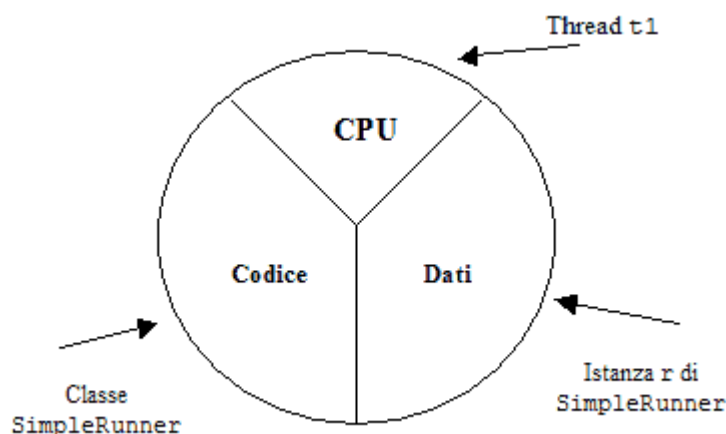 Thread t1
CPU
Codice
Dati
Classe
SimpleRunner
Istanza r di
SimpleRunner